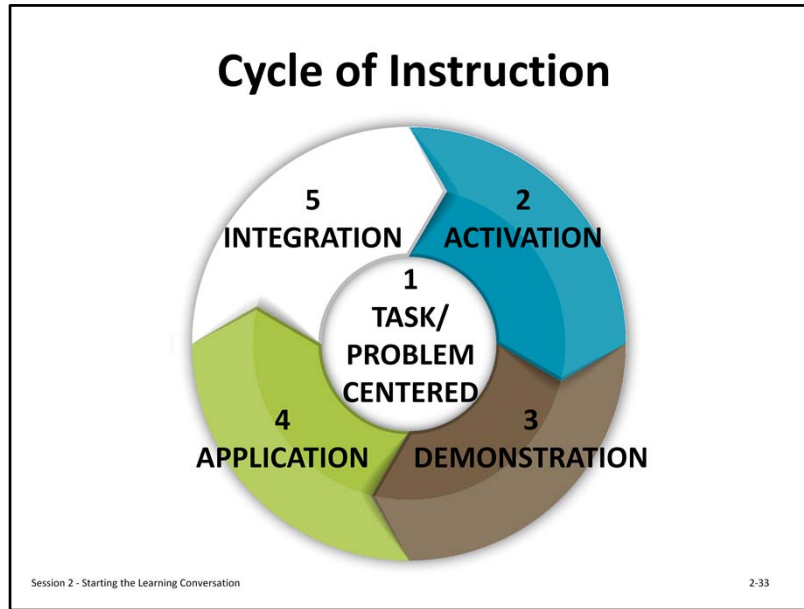 Cycle of Instruction
5
INTEGRATION
2
ACTIVATION
1
TASK/
PROBLEM
CENTERED
4
APPLICATION
3
DEMONSTRATION
Session 2 - Starting the Learning Conversation
2-33